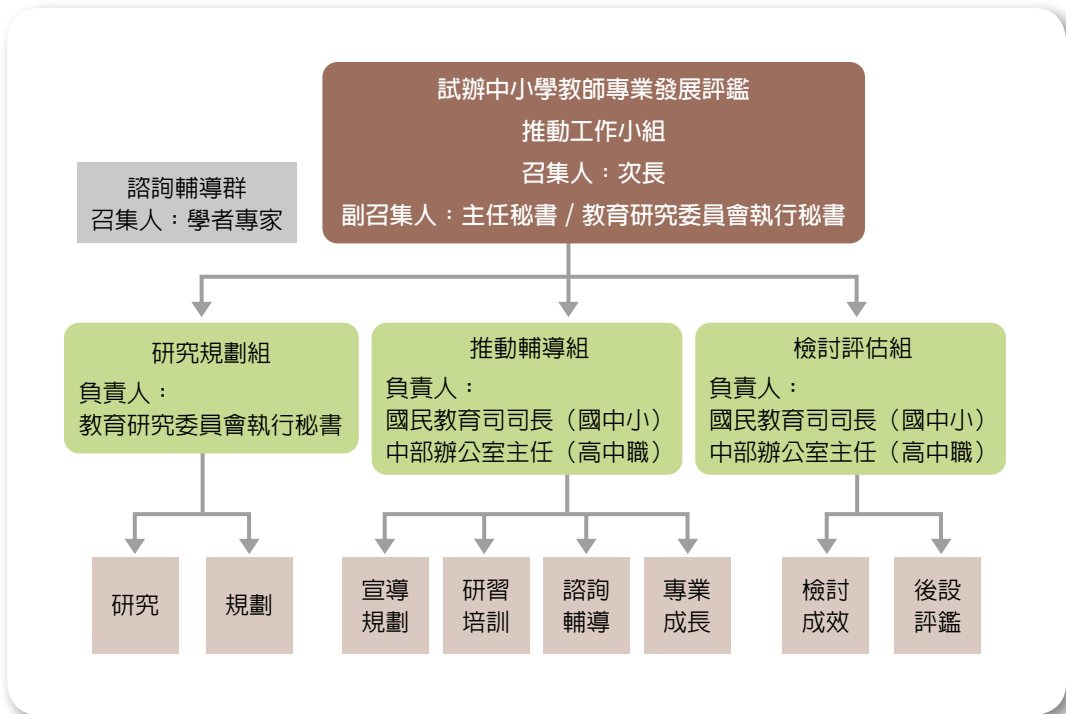 試辦中小學教師專業發展評鑑
推動工作小組
召集人：次長
副召集人：主任秘書 / 教育研究委員會執行秘書
諮詢輔導群
召集人：學者專家
研究規劃組
負責人：
教育研究委員會執行秘書
推動輔導組
負責人：
國民教育司司長（國中小）
中部辦公室主任（高中職）
檢討評估組
負責人：
國民教育司司長（國中小）
中部辦公室主任（高中職）
研究
規劃
宣導
規劃
研習
培訓
諮詢
輔導
專業
成長
檢討
成效
後設
評鑑